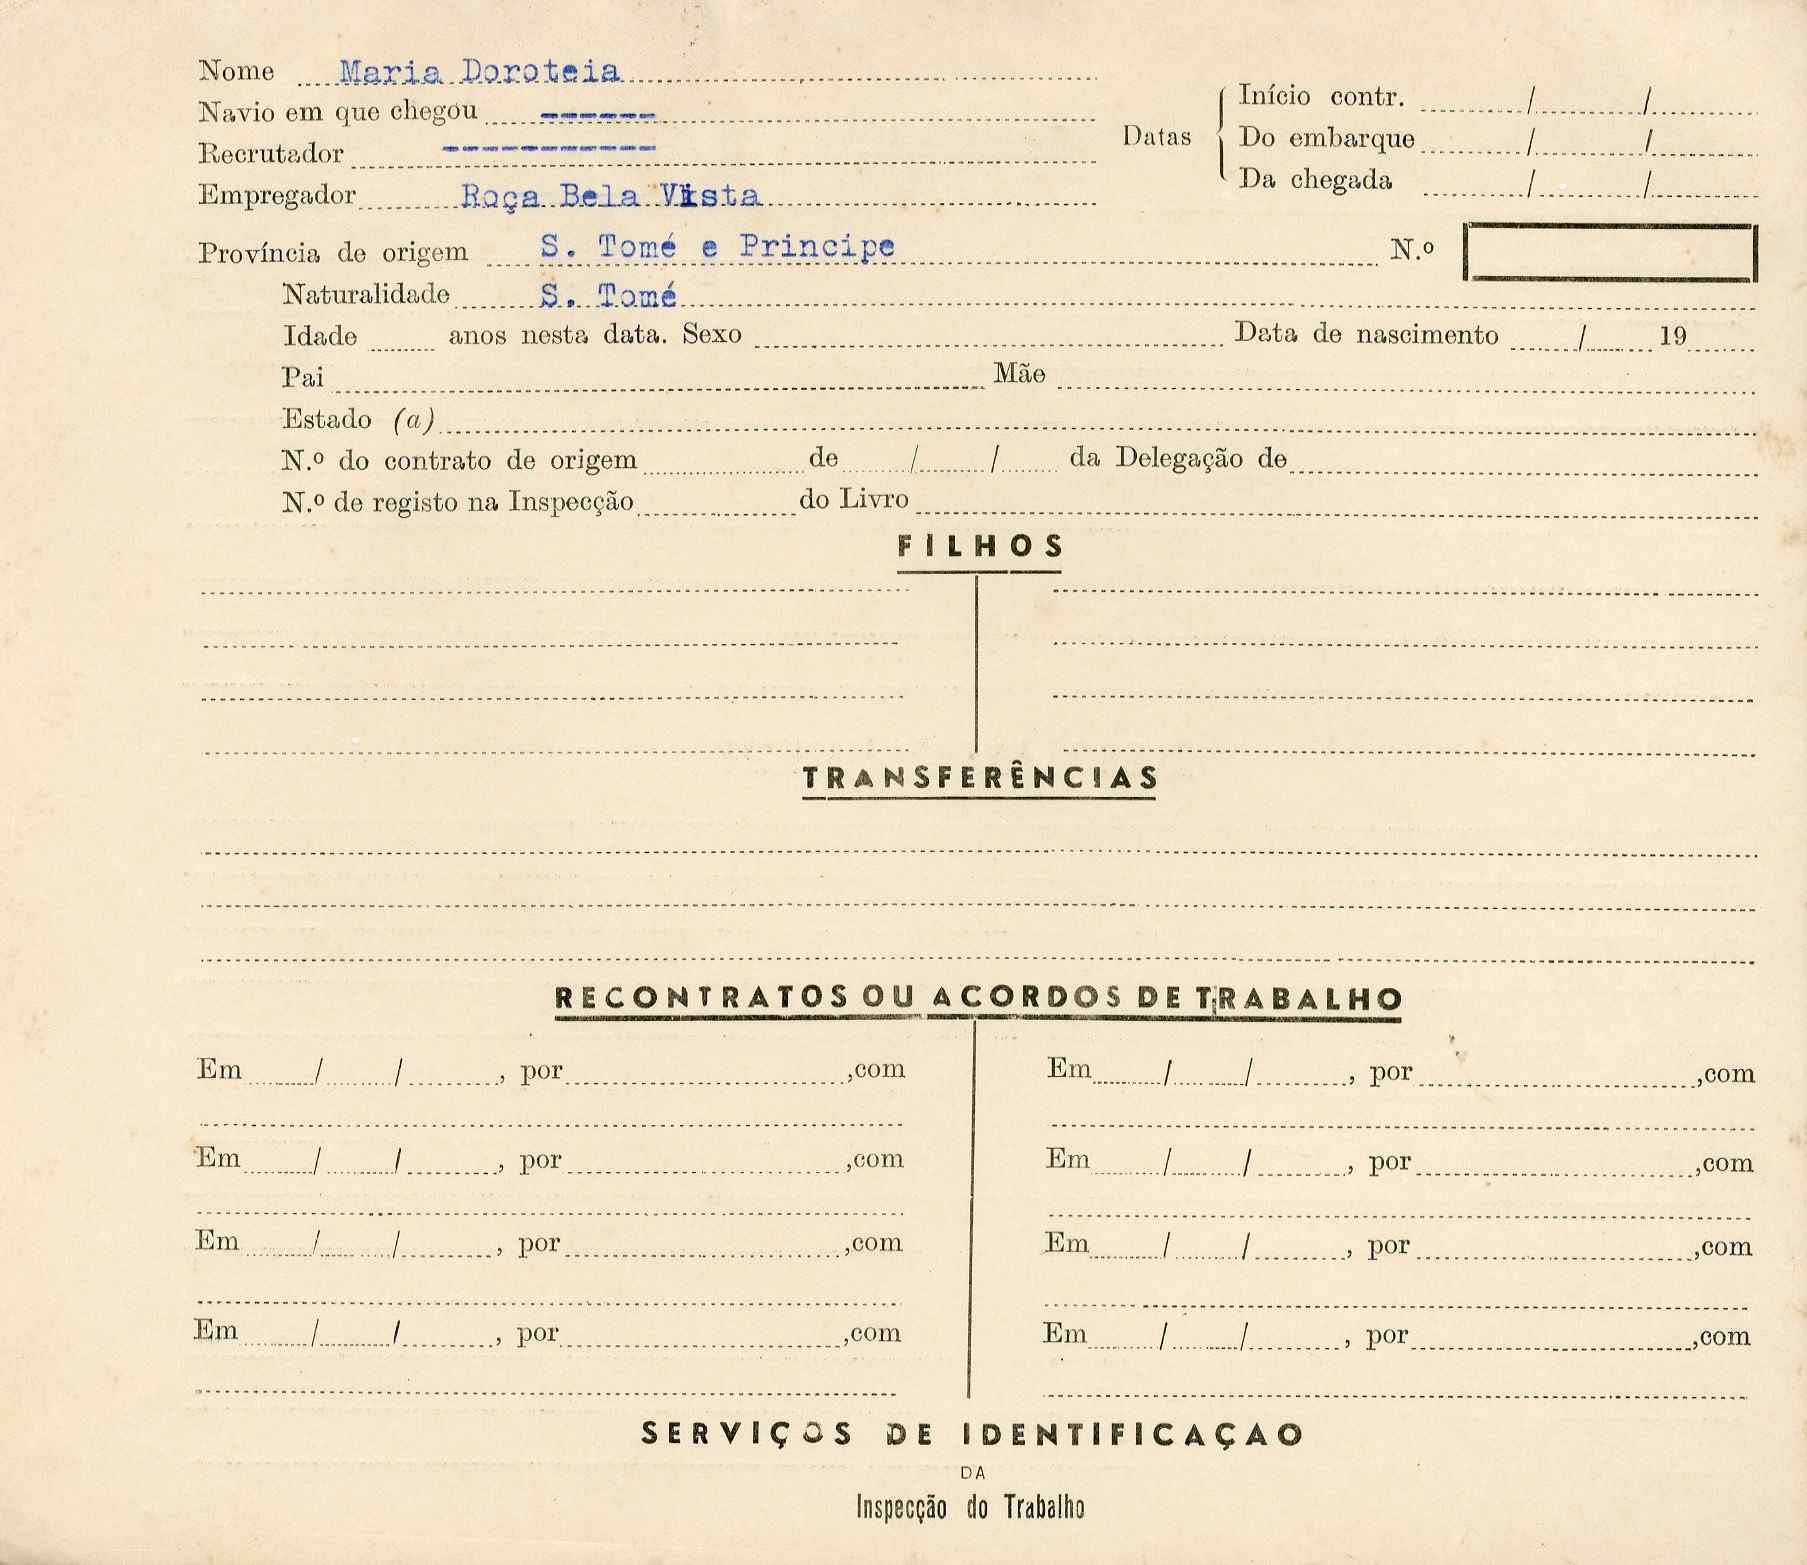 Nome Maria Doroteia
Navio em que chegou -------
Recrutador -------------
Empregador Roça Bela Vista
Datas
Início contr. / /
Do embarque / /
Da chegada / /
Província de origem S. Tomé e Principe N.º
Naturalidade S. Tomé
Idade anos nesta data. Sexo Data de nascimento / 19
Pai Mãe
Estado (a)
N.º do contrato de origem de / / da Delegação de
N.º de registo na Inspecção do Livro
FILHOS
TRANSFERÊNCIAS
RECONTRATOS OU ACORDOS DE TRABALHO
Em / / , por ,com
Em / / , por ,com
Em / / , por ,com
Em / / , por ,com
Em / / , por ,com
Em / / , por ,com
Em / / , por ,com
Em / / , por ,com
SERVIÇOS DE IDENTIFICAÇAO
DA
Inspecção do Trabalho